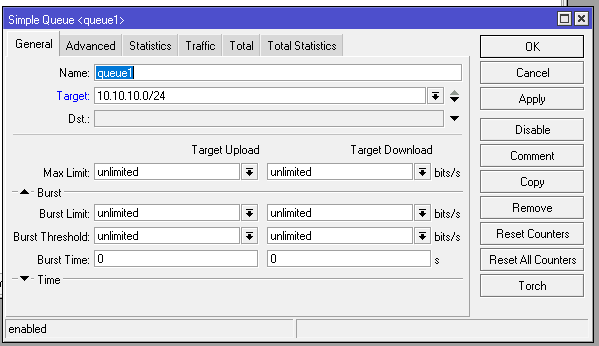 Simple Queue <queue1>
General Advanced Statistics Traffic Total Total Statistics
Name: queue1
Target: 10.10.10.0/24
Dst.:
Target Upload Target Download
Max Limit: unlimited unlimited bits/s
Burst
Burst Limit: unlimited unlimited bits/s
Burst Threshold: unlimited unlimited bits/s
Burst Time: 0 0 s
Time
OK
Cancel
Apply
Disable
Comment
Copy
Remove
Reset Counters
Reset All Counters
Torch
enabled